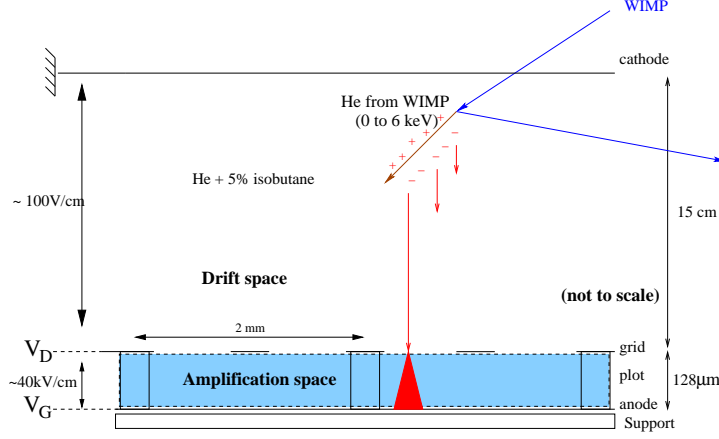 WIMP
cathode
He from WIMP
(0 to 6 keV)
+ + + + + +
− − − − − −
He + 5% isobutane
~ 100V/cm
15 cm
Drift space
(not to scale)
2 mm
V_D
grid
~40kV/cm
Amplification space
plot
128μm
V_G
anode
Support